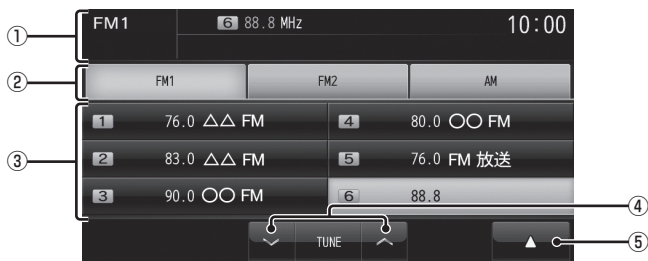 ①
FM1 6 88.8 MHz 10:00
②
FM1 FM2 AM
③
1 76.0 △△ FM 4 80.0 ○○ FM
2 83.0 △△ FM 5 76.0 FM 放送
3 90.0 ○○ FM 6 88.8
④
TUNE ▲
⑤